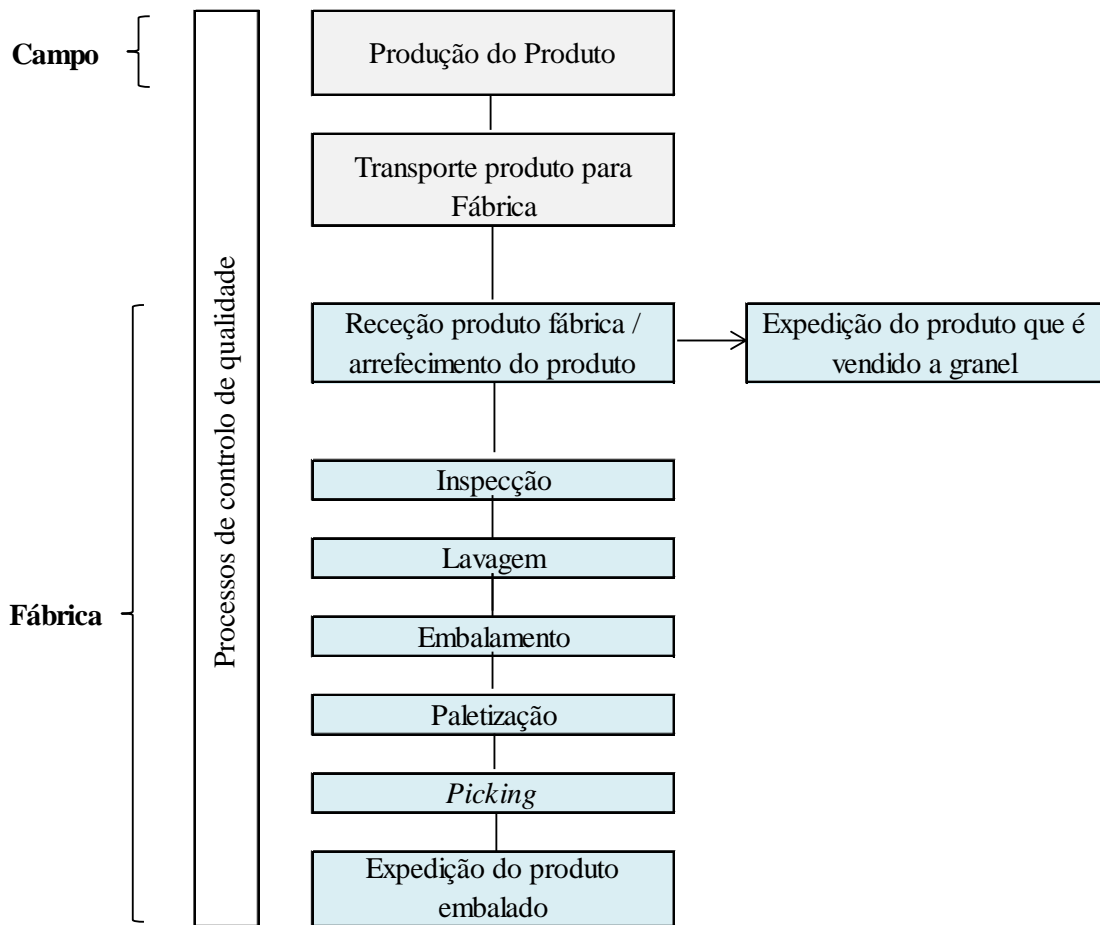 Campo
Produção do Produto
Transporte produto para
Fábrica
Processos de controlo de qualidade
Receção produto fábrica /
arrefecimento do produto
Expedição do produto que é
vendido a granel
Inspecção
Lavagem
Fábrica
Embalamento
Paletização
Picking
Expedição do produto
embalado